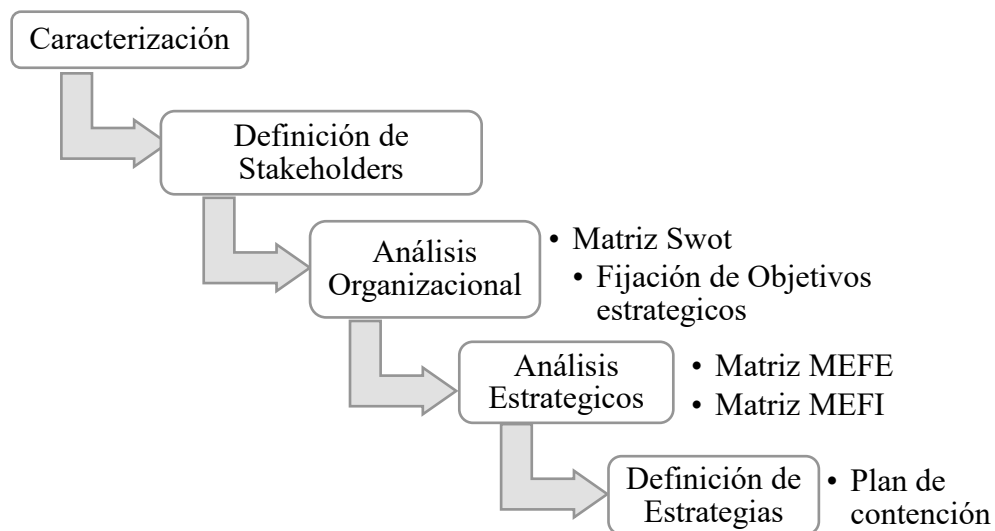 Caracterización
Definición de
Stakeholders
Análisis
Organizacional
• Matriz Swot
• Fijación de Objetivos
estrategicos
Análisis
Estrategicos
• Matriz MEFE
• Matriz MEFI
Definición de
Estrategias
• Plan de
contención